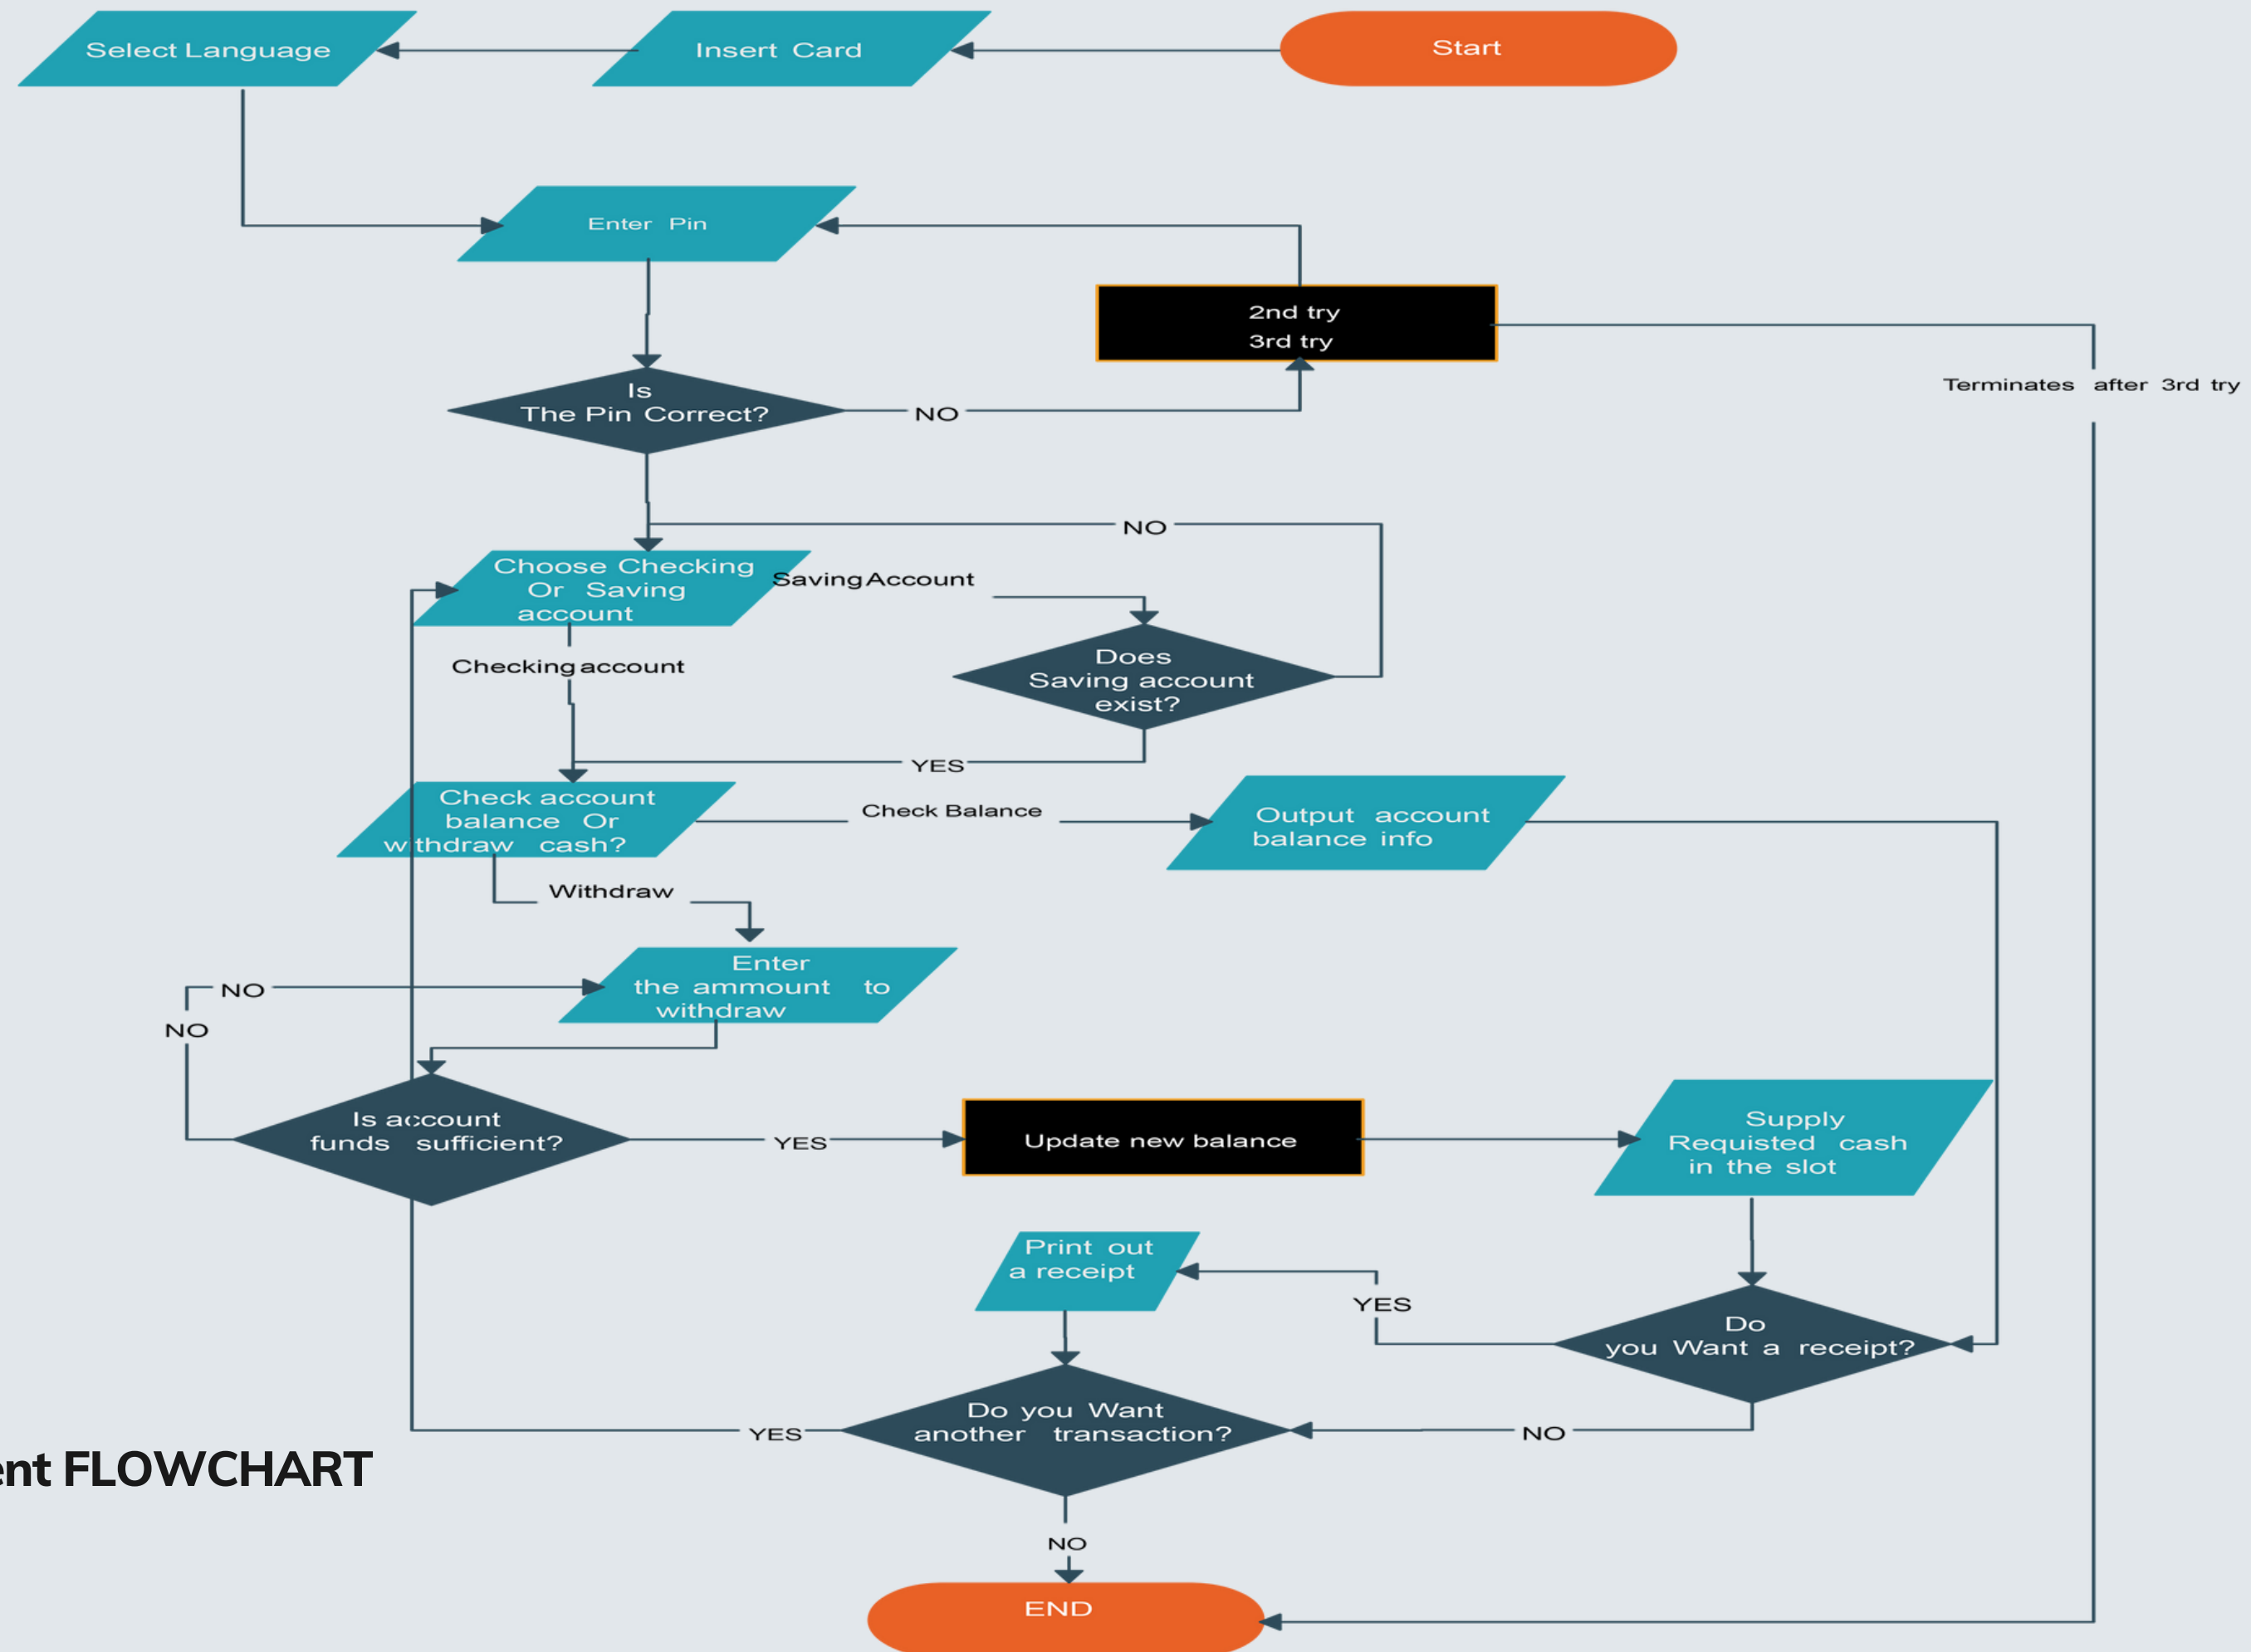 Select Language
Insert Card
Start
Enter Pin
2nd try
3rd try
Terminates after 3rd try
Is
The Pin Correct?
NO
NO
Choose Checking
Or Saving
account
Saving Account
Checking account
Does
Saving account
exist?
YES
Check account
balance Or
withdraw cash?
Check Balance
Output account
balance info
Withdraw
Enter
the ammount to
withdraw
NO
NO
Is account
funds sufficient?
YES
Update new balance
Supply
Requisted cash
in the slot
Print out
a receipt
YES
Do
you Want a receipt?
Do you Want
another transaction?
YES
NO
FLOWCHART
NO
END